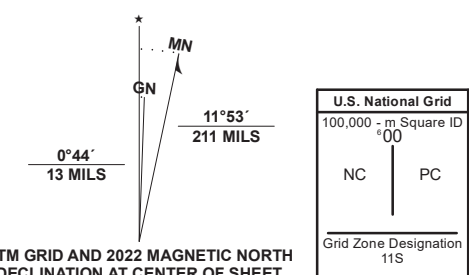 ★
MN
GN
0°44´
13 MILS
11°53´
211 MILS
TM GRID AND 2022 MAGNETIC NORTH
DECLINATION AT CENTER OF SHEET
U.S. National Grid
100,000 - m Square ID
⁶00
NC
PC
Grid Zone Designation
11S